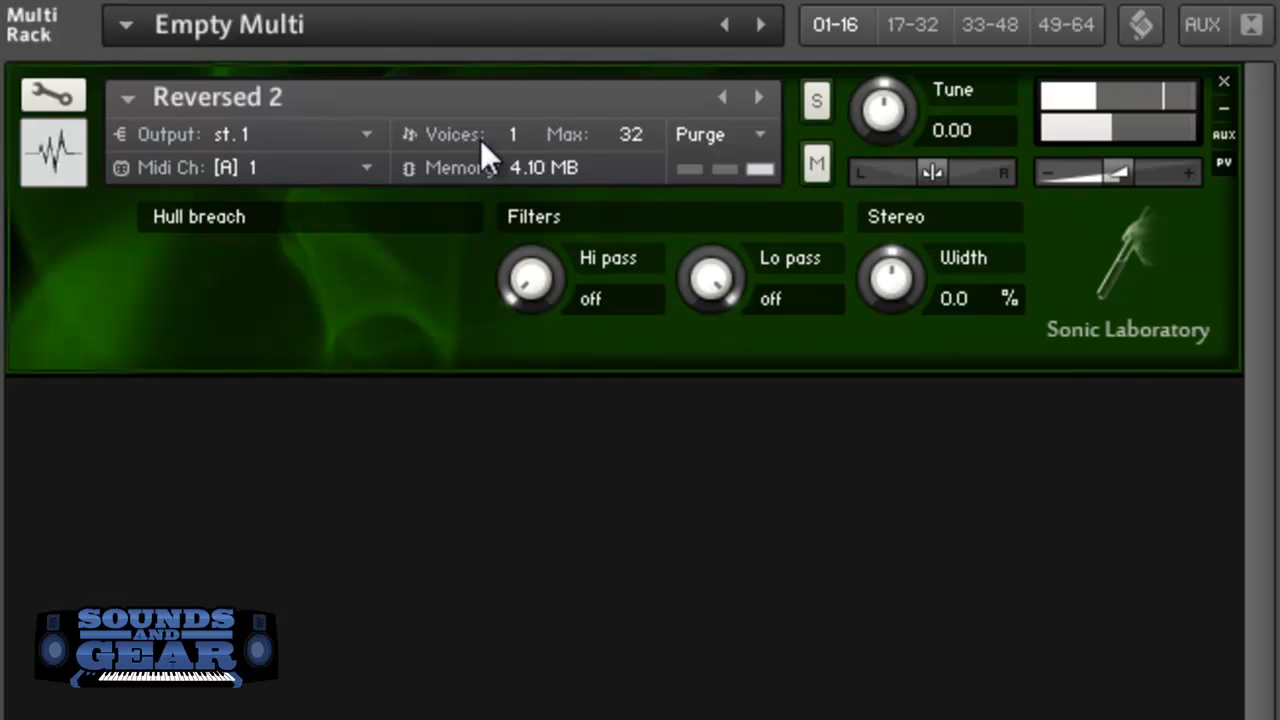 Multi Rack
Empty Multi
01-16 17-32 33-48 49-64
AUX
Reversed 2
S
Tune
Output: st. 1
Voices: 1 Max: 32
Purge
0.00
AUX
Midi Ch: [A] 1
Memory: 4.10 MB
M
L R
- +
PV
Hull breach
Filters
Stereo
Hi pass
Lo pass
Width
off
off
0.0 %
Sonic Laboratory
SOUNDS
AND
GEAR